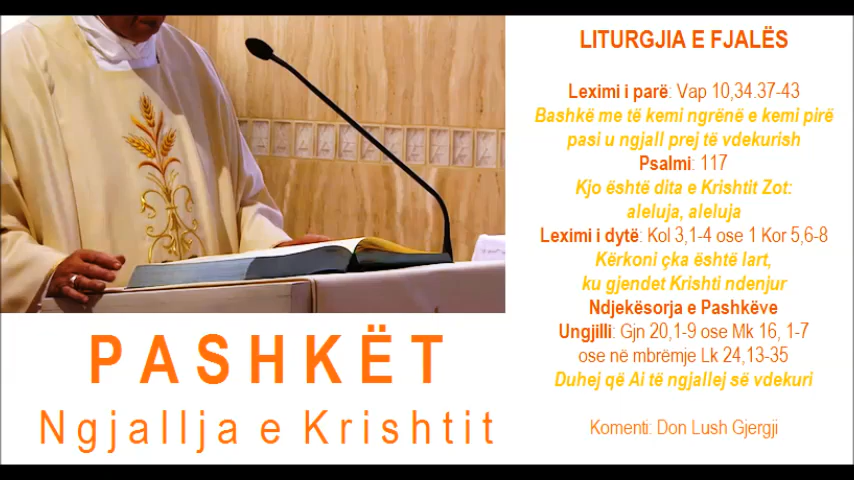 PASHKËT
Ngjallja e Krishtit
LITURGJIA E FJALËS
Leximi i parë: Vap 10,34.37-43
Bashkë me të kemi ngrënë e kemi pirë
pasi u ngjall prej të vdekurish
Psalmi: 117
Kjo është dita e Krishtit Zot:
aleluja, aleluja
Leximi i dytë: Kol 3,1-4 ose 1 Kor 5,6-8
Kërkoni çka është lart,
ku gjendet Krishti ndenjur
Ndjekësorja e Pashkëve
Ungjilli: Gjn 20,1-9 ose Mk 16, 1-7
ose në mbrëmje Lk 24,13-35
Duhej që Ai të ngjallej së vdekuri
Komenti: Don Lush Gjergji